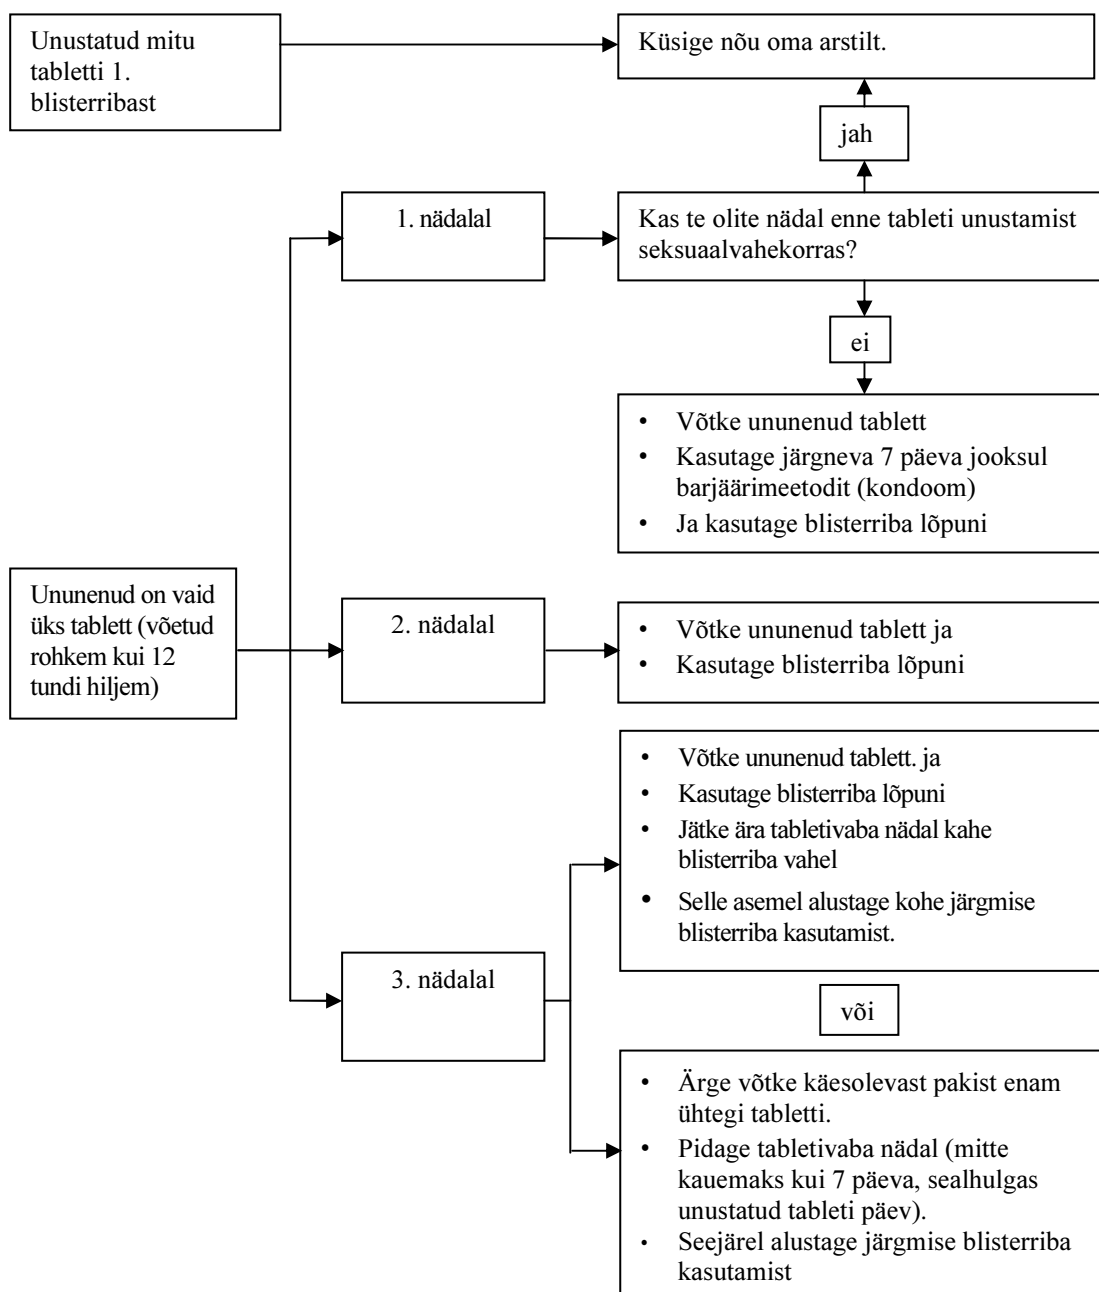 Unustatud mitu
tabletti 1.
blisterribast
Küsige nõu oma arstilt.
jah
1. nädalal
Kas te olite nädal enne tableti unustamist
seksuaalvahekorras?
ei
• Võtke ununenud tablett
• Kasutage järgneva 7 päeva jooksul
barjäärimeetodit (kondoom)
• Ja kasutage blisterriba lõpuni
Ununenud on vaid
üks tablett (võetud
rohkem kui 12
tundi hiljem)
2. nädalal
• Võtke ununenud tablett ja
• Kasutage blisterriba lõpuni
3. nädalal
• Võtke ununenud tablett. ja
• Kasutage blisterriba lõpuni
• Jätke ära tabletivaba nädal kahe
blisterriba vahel
• Selle asemel alustage kohe järgmise
blisterriba kasutamist.
või
• Ärge võtke käesolevast pakist enam
ühtegi tabletti.
• Pidage tabletivaba nädal (mitte
kauemaks kui 7 päeva, sealhulgas
unustatud tableti päev).
• Seejärel alustage järgmise blisterriba
kasutamist